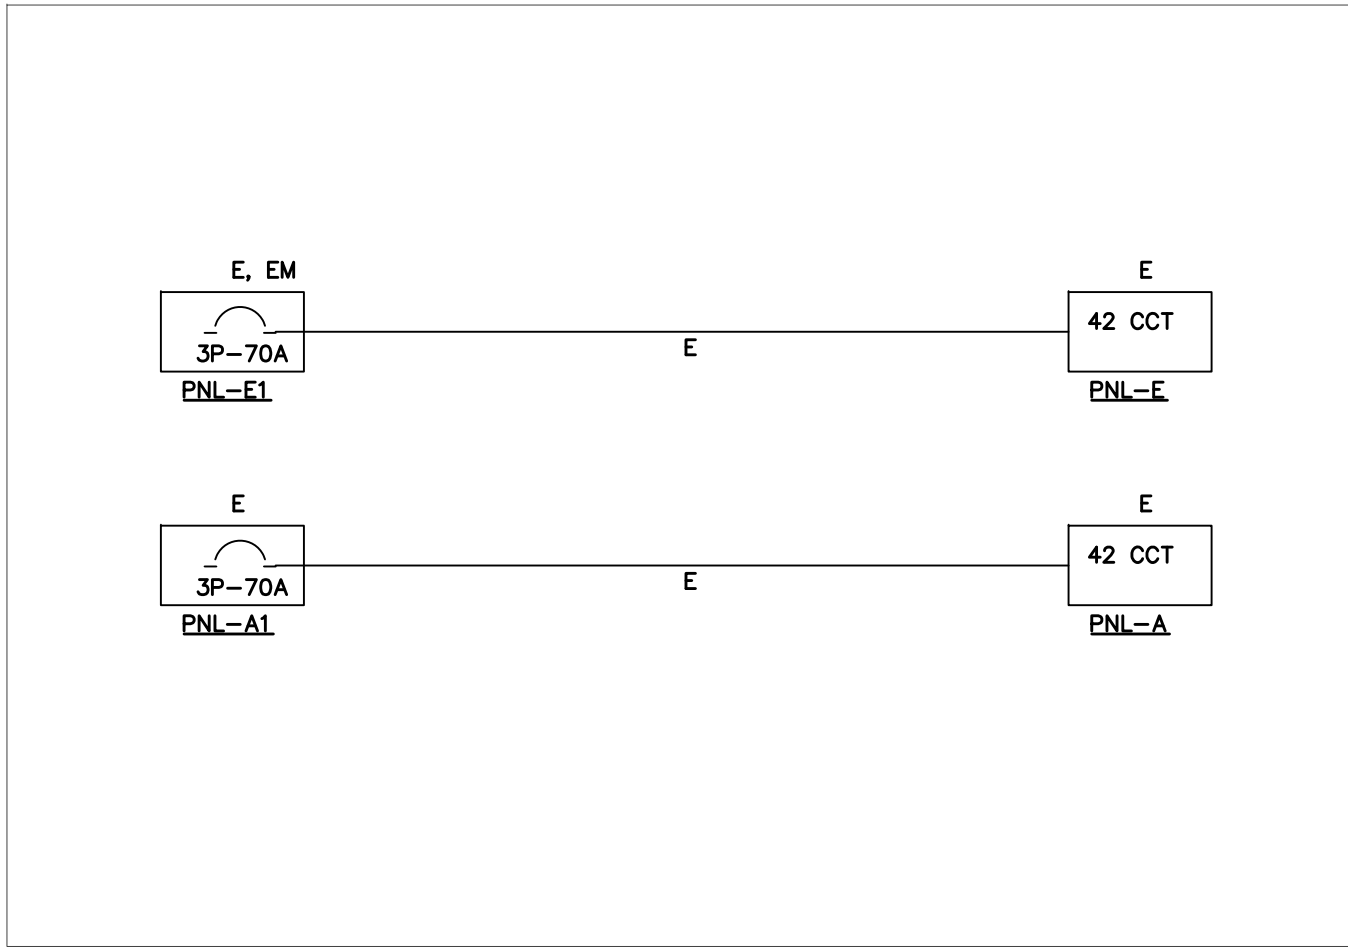 E, EM
E
3P-70A
42 CCT
E
PNL-E1
PNL-E
E
E
3P-70A
42 CCT
E
PNL-A1
PNL-A